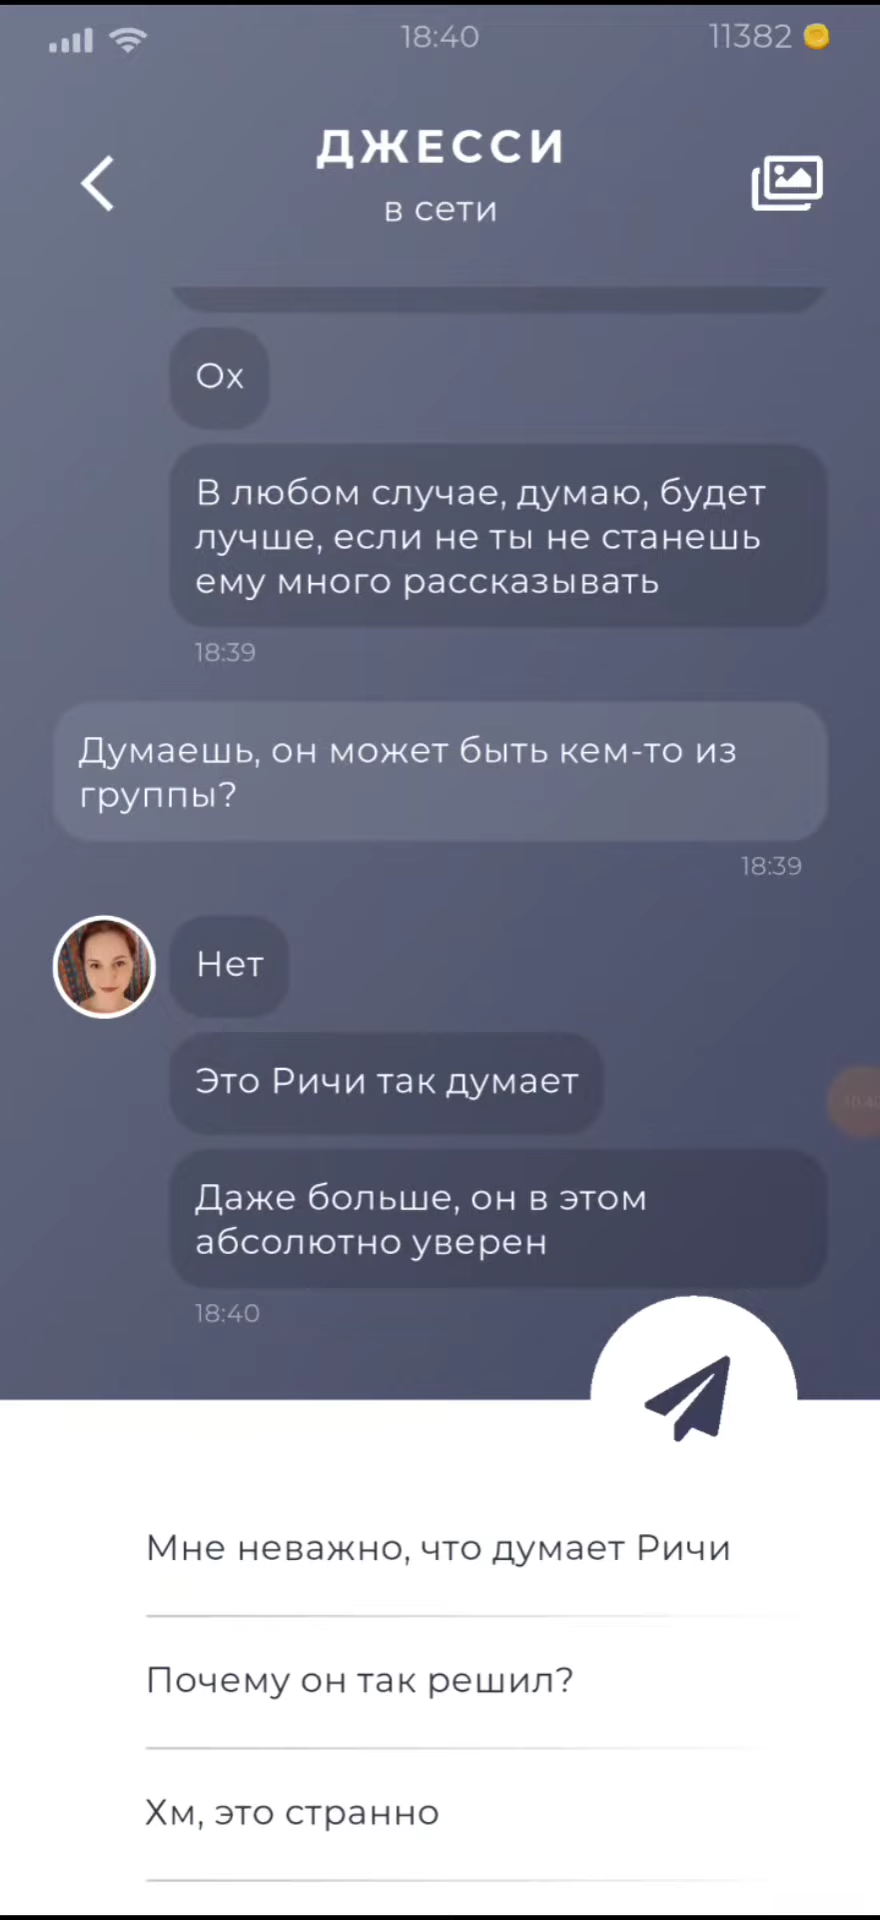 18:40
11382
ДЖЕССИ
в сети
Ох
В любом случае, думаю, будет
лучше, если не ты не станешь
ему много рассказывать
18:39
Думаешь, он может быть кем-то из
группы?
18:39
Нет
Это Ричи так думает
Даже больше, он в этом
абсолютно уверен
18:40
Мне неважно, что думает Ричи
Почему он так решил?
Хм, это странно